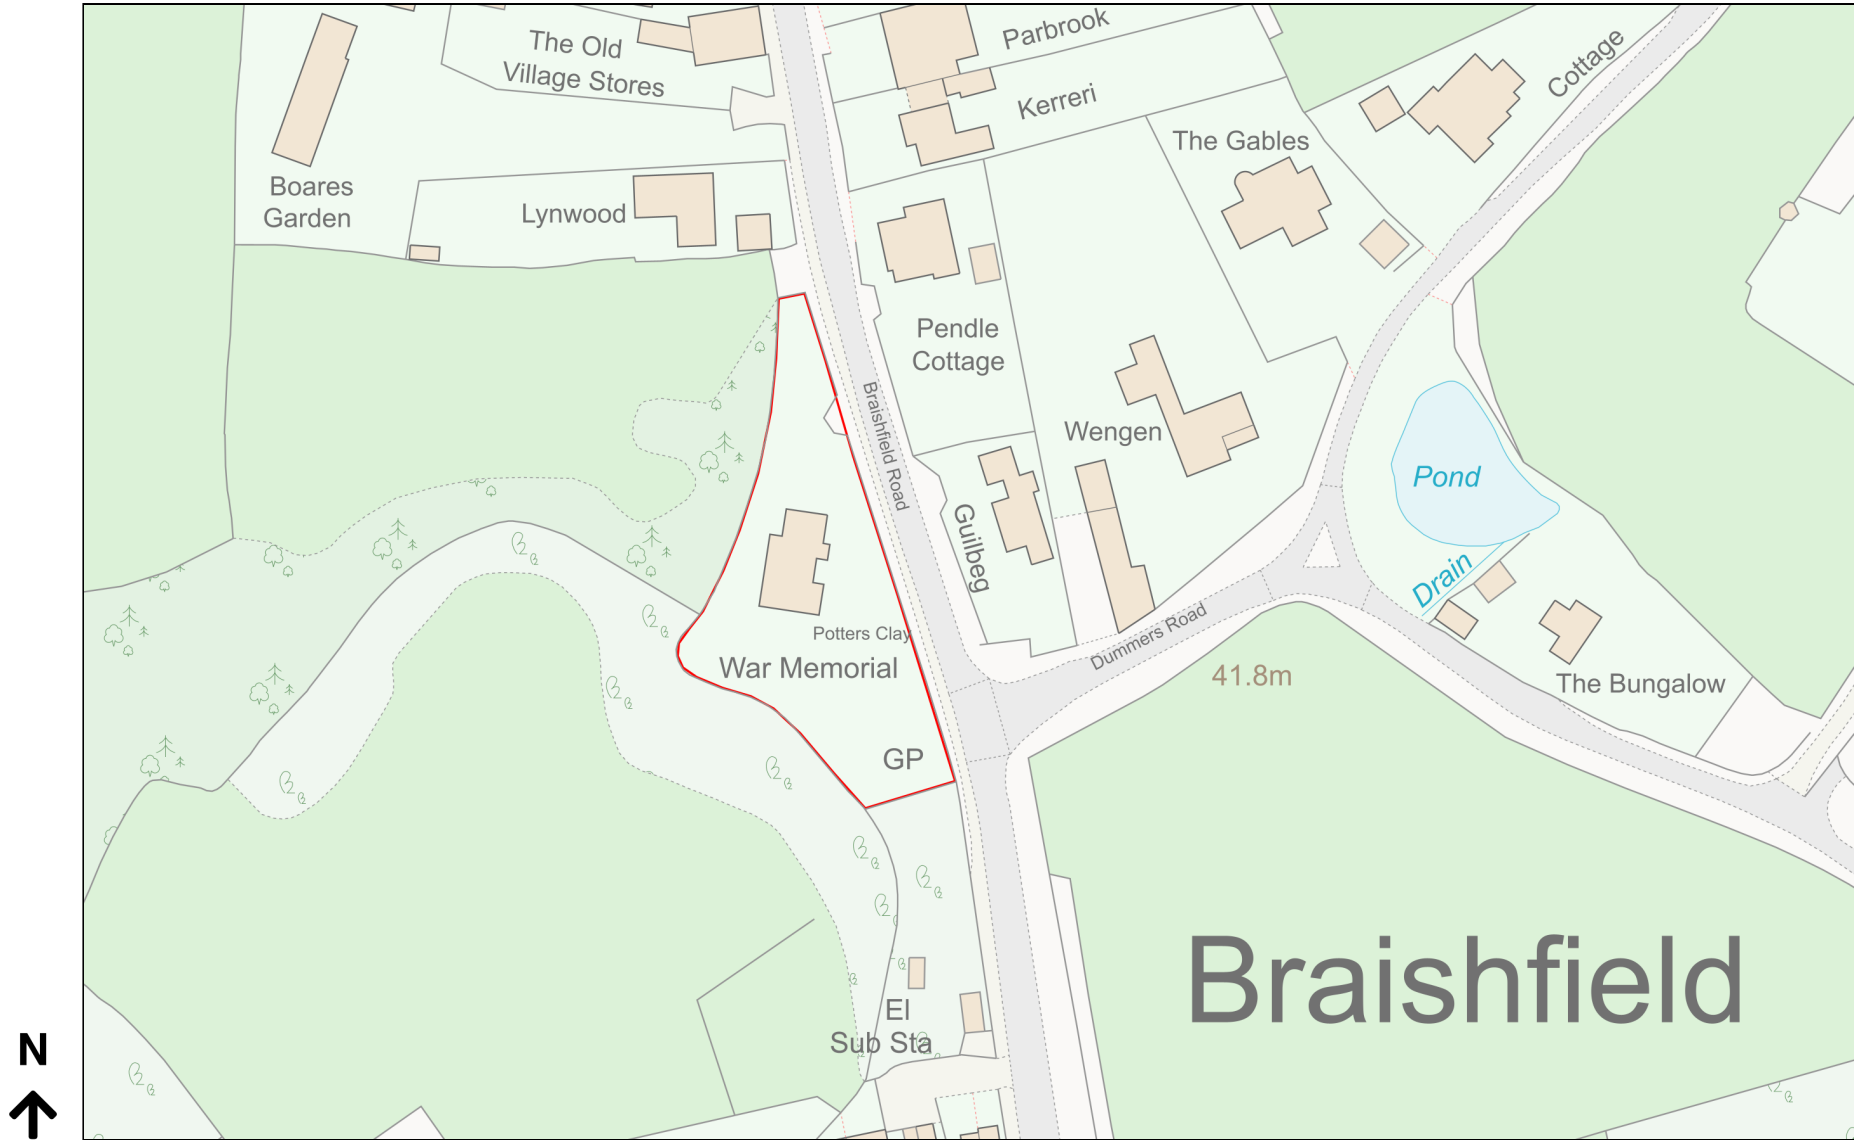 The Old
Village Stores
Parbrook
Kerreri
Cottage
The Gables
Boares
Garden
Lynwood
Pendle
Cottage
Braishfield Road
Wengen
Pond
Guilbeg
Drain
Potters Clay
War Memorial
Dummers Road
41.8m
The Bungalow
GP
Braishfield
El
Sub Sta
N